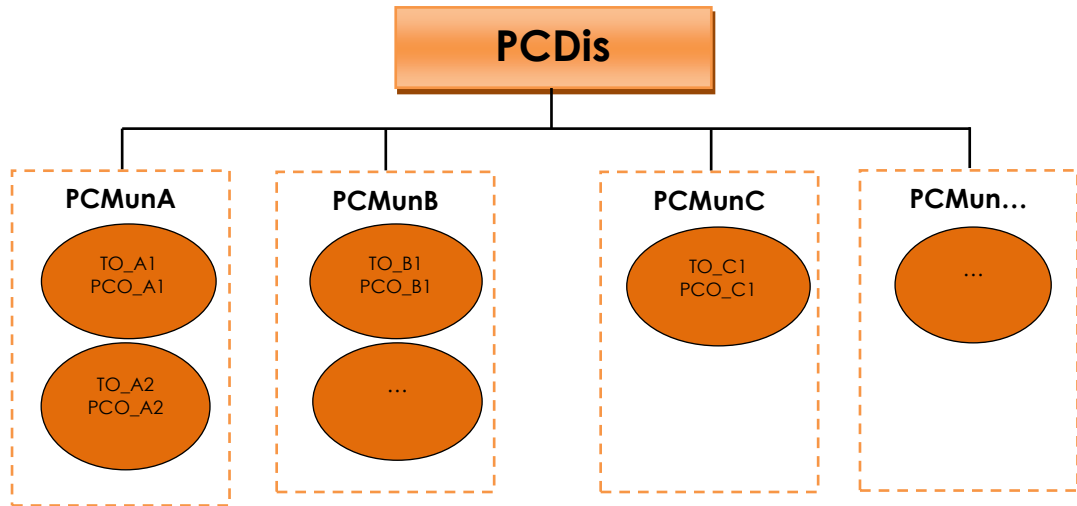 PCDis
PCMunA
TO_A1
PCO_A1
TO_A2
PCO_A2
PCMunB
TO_B1
PCO_B1
…
PCMunC
TO_C1
PCO_C1
PCMun…
…